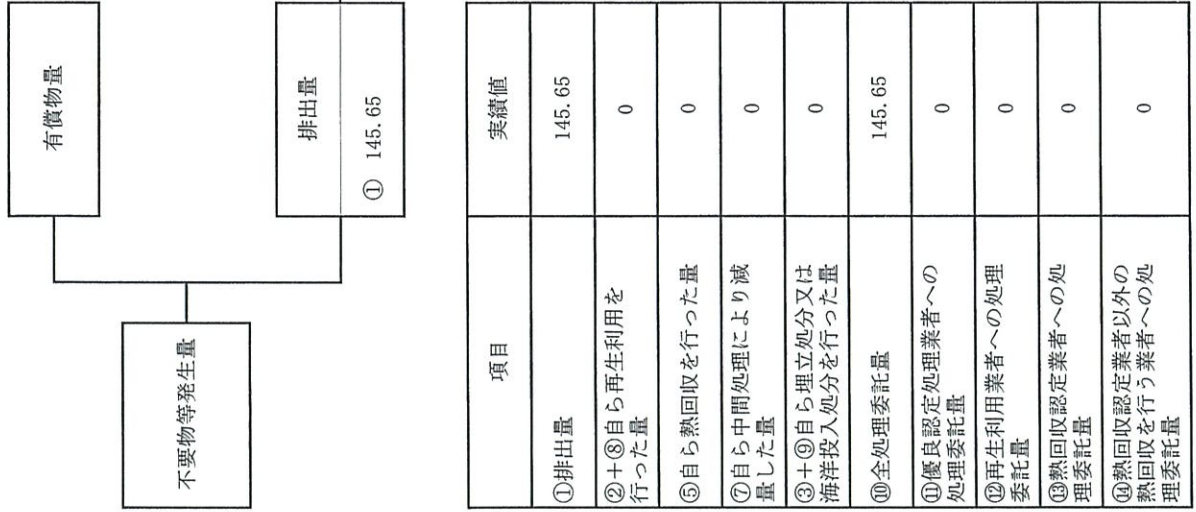 不要物等発生量
有償物量
排出量
① 145.65
項目
実績値
①排出量
145.65
②+⑧自ら再生利用を
行った量
0
⑤自ら熱回収を行った量
0
⑦自ら中間処理により減
量した量
0
③+⑨自ら埋立処分又は
海洋投入処分を行った量
0
⑩全処理委託量
145.65
⑪優良認定処理業者への
処理委託量
0
⑫再生利用業者への処理
委託量
0
⑬熱回収認定業者への処
理委託量
0
⑭熱回収認定業者以外の
熱回収を行う業者への処
理委託量
0